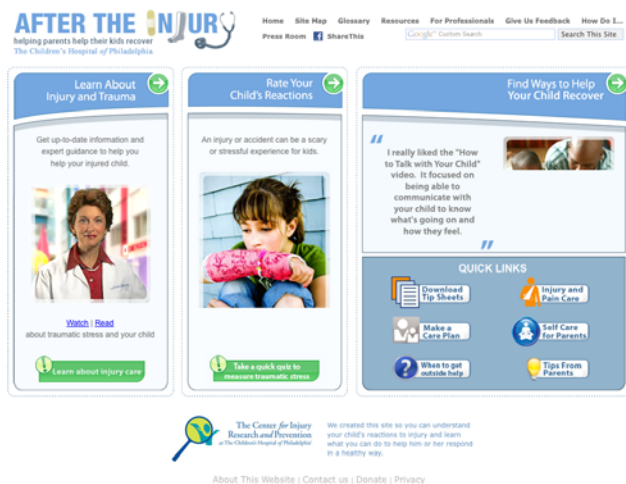 AFTER THE INJURY
helping parents help their kids recover
The Children's Hospital of Philadelphia
Home Site Map Glossary Resources For Professionals Give Us Feedback How Do I...
Press Room ShareThis
Google™ Custom Search
Search This Site
Learn About
Injury and Trauma
Get up-to-date information and
expert guidance to help you
help your injured child.
Watch | Read
about traumatic stress and your child
Learn about injury care
Rate Your
Child's Reactions
An injury or accident can be a scary
or stressful experience for kids.
Take a quick quiz to
measure traumatic stress
Find Ways to Help
Your Child Recover
"
I really liked the "How
to Talk with Your Child"
video. It focused on
being able to
communicate with
your child to know
what's going on and
how they feel.
"
QUICK LINKS
Download
Tip Sheets
Injury and
Pain Care
Make a
Care Plan
Self Care
for Parents
When to get
outside help
Tips From
Parents
The Center for Injury
Research and Prevention
at The Children's Hospital of Philadelphia
We created this site so you can understand
your child's reactions to injury and learn
what you can do to help him or her respond
in a healthy way.
About This Website | Contact us | Donate | Privacy